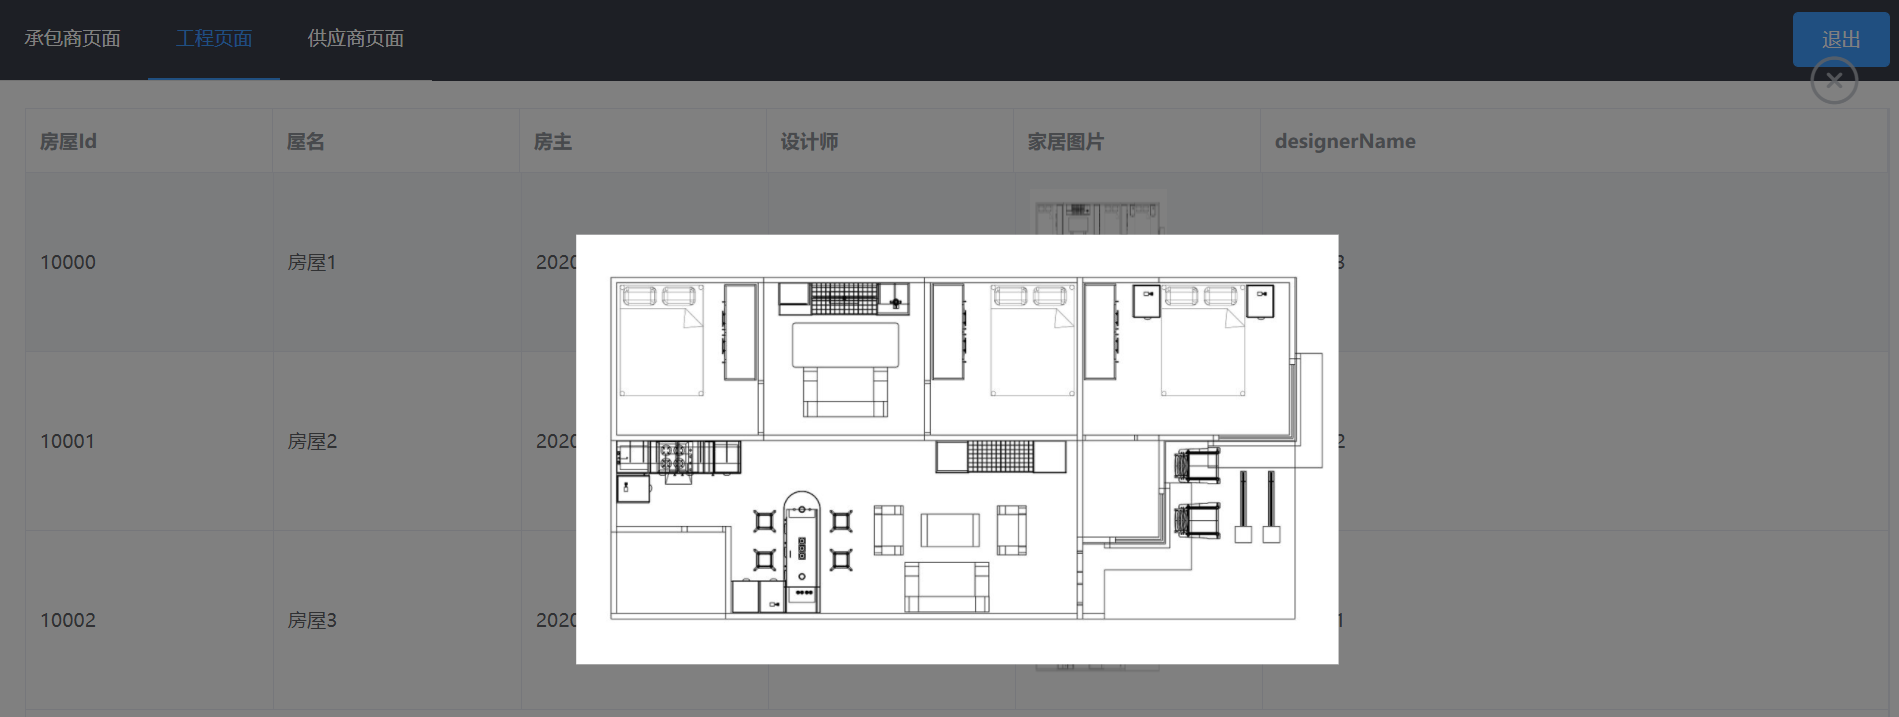 承包商页面 工程页面 供应商页面 退出
房屋Id 屋名 房主 设计师 家居图片 designerName
10000 房屋1 2020 3
10001 房屋2 2020 2
10002 房屋3 2020 1